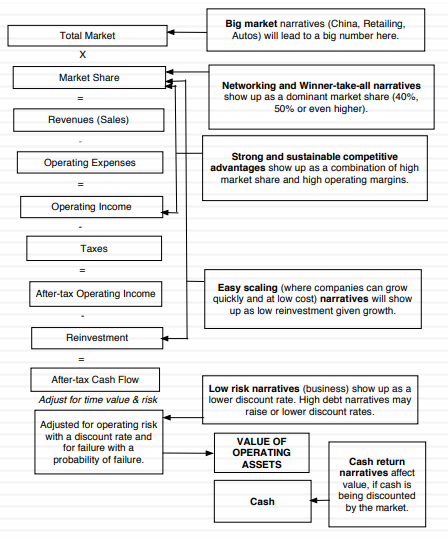 Total Market
Big market narratives (China, Retailing,
Autos) will lead to a big number here.
X
Market Share
=
Networking and Winner-take-all narratives
show up as a dominant market share (40%,
50% or even higher).
Revenues (Sales)
-
Operating Expenses
=
Strong and sustainable competitive
advantages show up as a combination of high
market share and high operating margins.
Operating Income
-
Taxes
=
After-tax Operating Income
-
Easy scaling (where companies can grow
quickly and at low cost) narratives will show
up as low reinvestment given growth.
Reinvestment
=
After-tax Cash Flow
Adjust for time value & risk
Low risk narratives (business) show up as a
lower discount rate. High debt narratives may
raise or lower discount rates.
Adjusted for operating risk
with a discount rate and
for failure with a
probability of failure.
VALUE OF
OPERATING
ASSETS
Cash
Cash return
narratives affect
value, if cash is
being discounted
by the market.